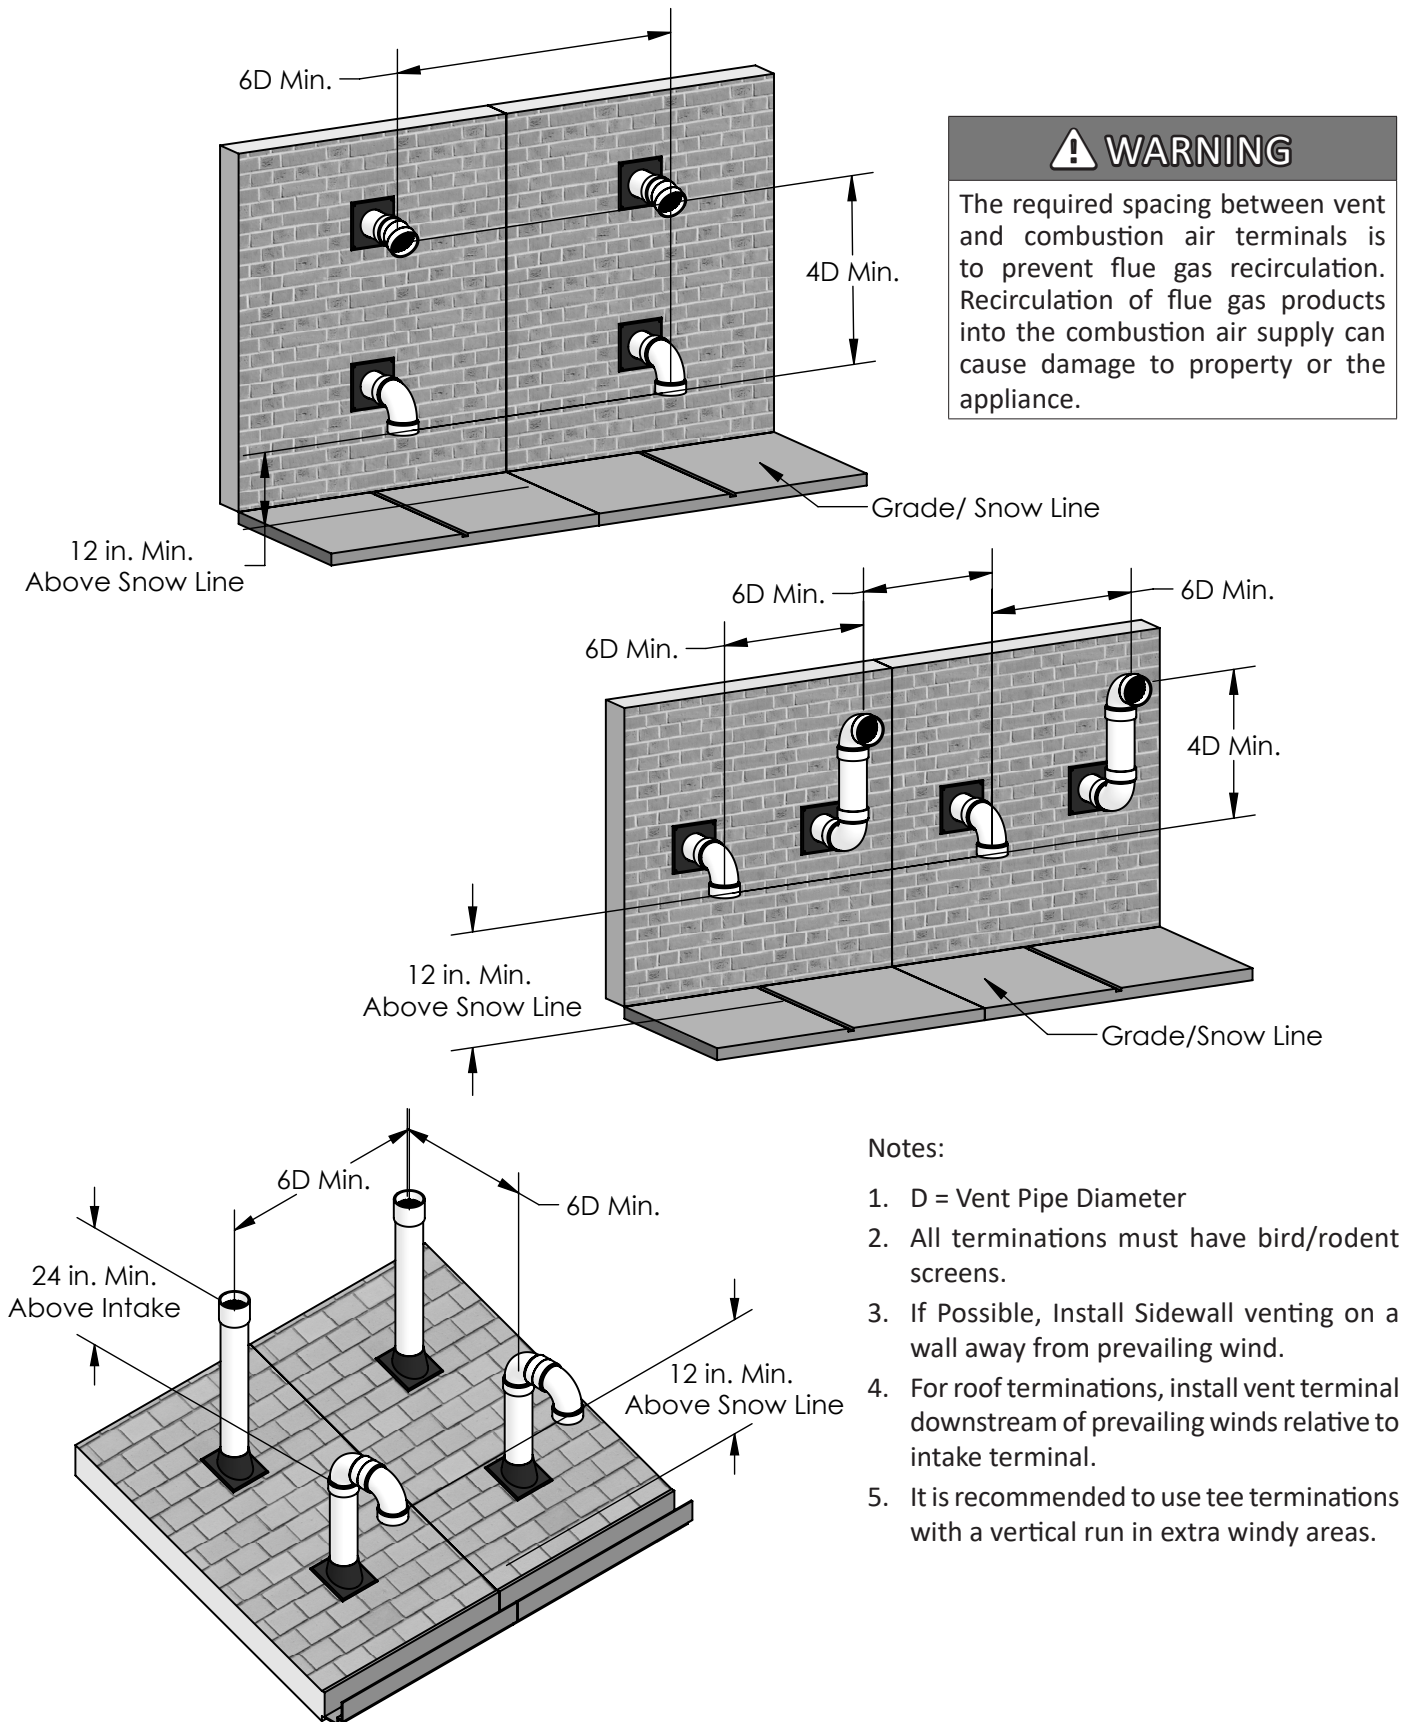 6D Min.
WARNING
The required spacing between vent
and combustion air terminals is
to prevent flue gas recirculation.
Recirculation of flue gas products
into the combustion air supply can
cause damage to property or the
appliance.
4D Min.
Grade/ Snow Line
12 in. Min.
Above Snow Line
6D Min.
6D Min.
6D Min.
4D Min.
12 in. Min.
Above Snow Line
Grade/Snow Line
6D Min.
6D Min.
24 in. Min.
Above Intake
12 in. Min.
Above Snow Line
Notes:
1. D = Vent Pipe Diameter
2. All terminations must have bird/rodent
screens.
3. If Possible, Install Sidewall venting on a
wall away from prevailing wind.
4. For roof terminations, install vent terminal
downstream of prevailing winds relative to
intake terminal.
5. It is recommended to use tee terminations
with a vertical run in extra windy areas.